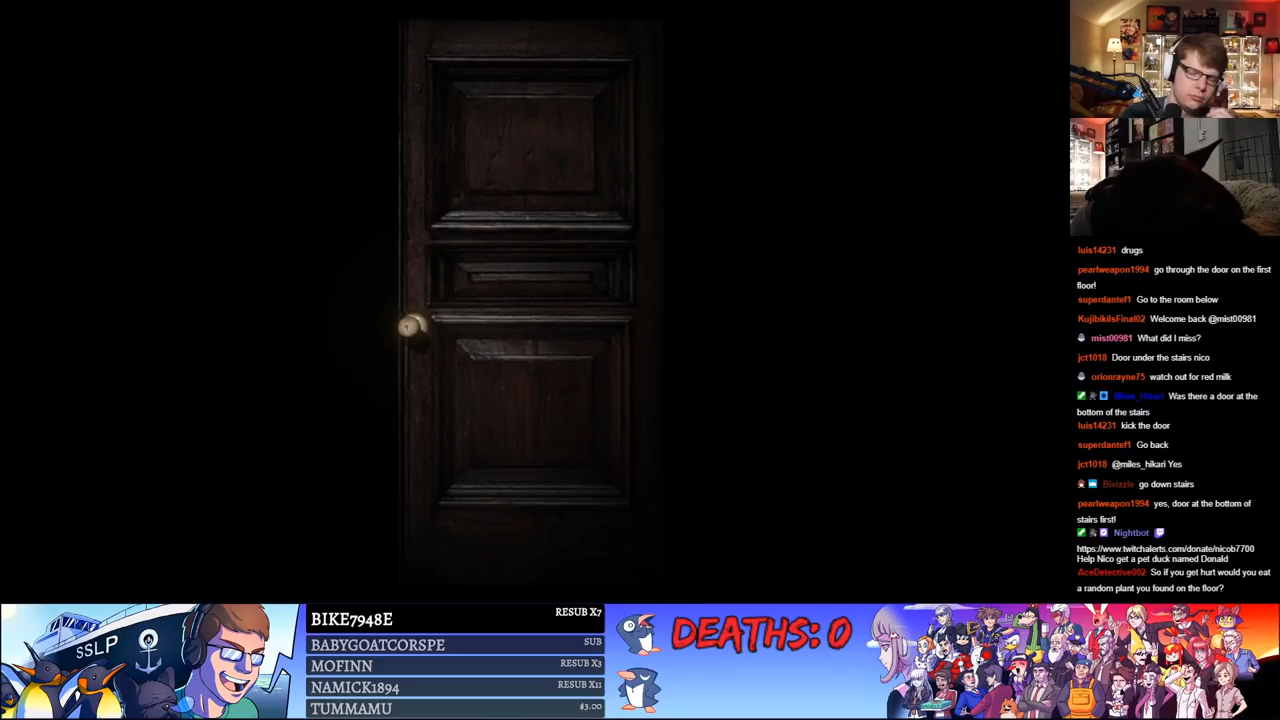 luis14231 drugs
pearlweapon1994 go through the door on the first
floor!
superdantef1 Go to the room below
KujibikiIsFinal02 Welcome back @mist00981
mist00981 What did I miss?
jct1018 Door under the stairs nico
orionrayne75 watch out for red milk
Miles_Hikari Was there a door at the
bottom of the stairs
luis14231 kick the door
superdantef1 Go back
jct1018 @miles_hikari Yes
Bivizzle go down stairs
pearlweapon1994 yes, door at the bottom of
stairs first!
Nightbot
https://www.twitchalerts.com/donate/nicob7700
Help Nico get a pet duck named Donald
AceDetective002 So if you get hurt would you eat
a random plant you found on the floor?
SSLP
BIKE7948E RESUB X7
BABYGOATCORSPE SUB
MOFINN RESUB X3
NAMICK1894 RESUB X11
TUMMAMU $3.00
DEATHS: 0